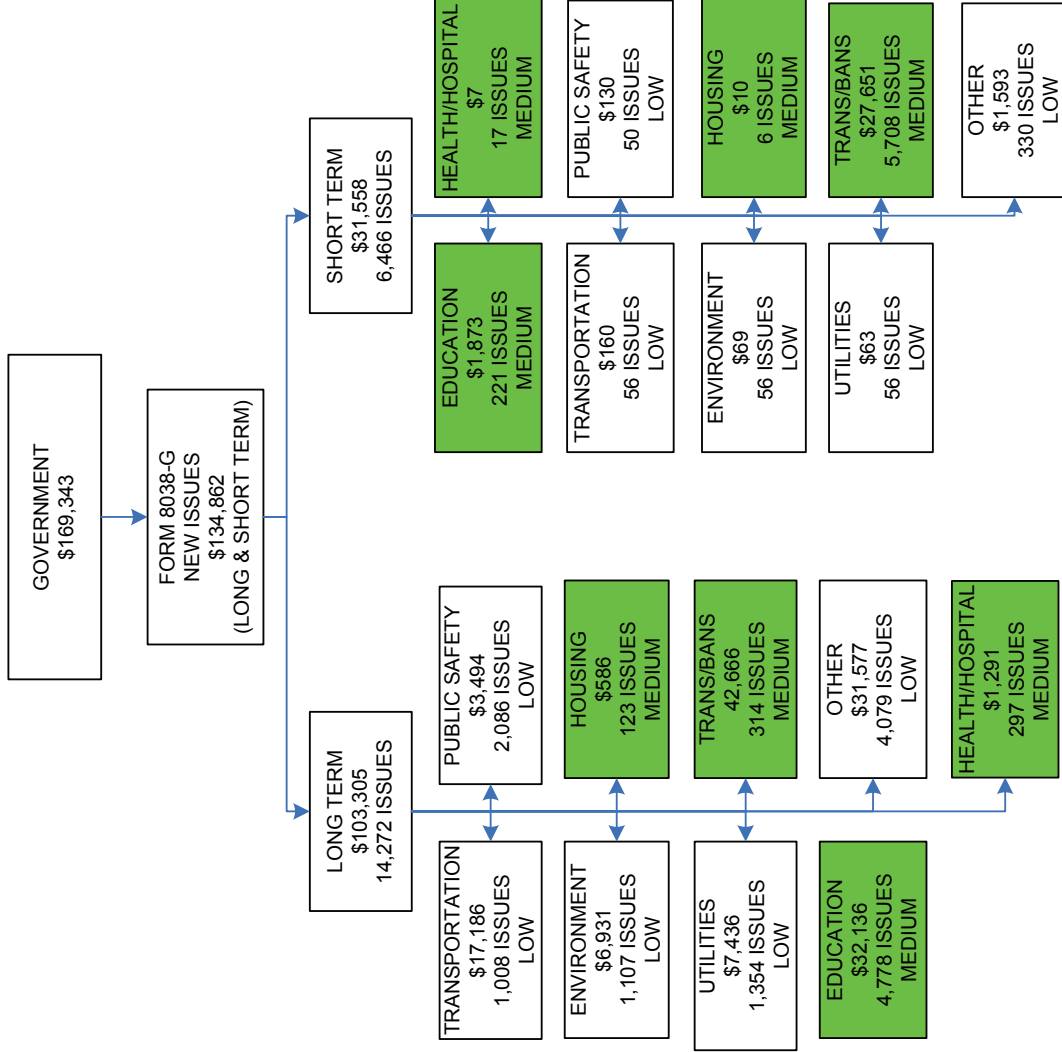 GOVERNMENT
$169,343
FORM 8038-G
NEW ISSUES
$134,862
(LONG & SHORT TERM)
LONG TERM
$103,305
14,272 ISSUES
TRANSPORTATION
$17,186
1,008 ISSUES
LOW
PUBLIC SAFETY
$3,494
2,086 ISSUES
LOW
ENVIRONMENT
$6,931
1,107 ISSUES
LOW
HOUSING
$586
123 ISSUES
MEDIUM
UTILITIES
$7,436
1,354 ISSUES
LOW
TRANS/BANS
42,666
314 ISSUES
MEDIUM
EDUCATION
$32,136
4,778 ISSUES
MEDIUM
OTHER
$31,577
4,079 ISSUES
LOW
HEALTH/HOSPITAL
$1,291
297 ISSUES
MEDIUM
SHORT TERM
$31,558
6,466 ISSUES
EDUCATION
$1,873
221 ISSUES
MEDIUM
HEALTH/HOSPITAL
$7
17 ISSUES
MEDIUM
TRANSPORTATION
$160
56 ISSUES
LOW
PUBLIC SAFETY
$130
50 ISSUES
LOW
ENVIRONMENT
$69
56 ISSUES
LOW
HOUSING
$10
6 ISSUES
MEDIUM
UTILITIES
$63
56 ISSUES
LOW
TRANS/BANS
$27,651
5,708 ISSUES
MEDIUM
OTHER
$1,593
330 ISSUES
LOW